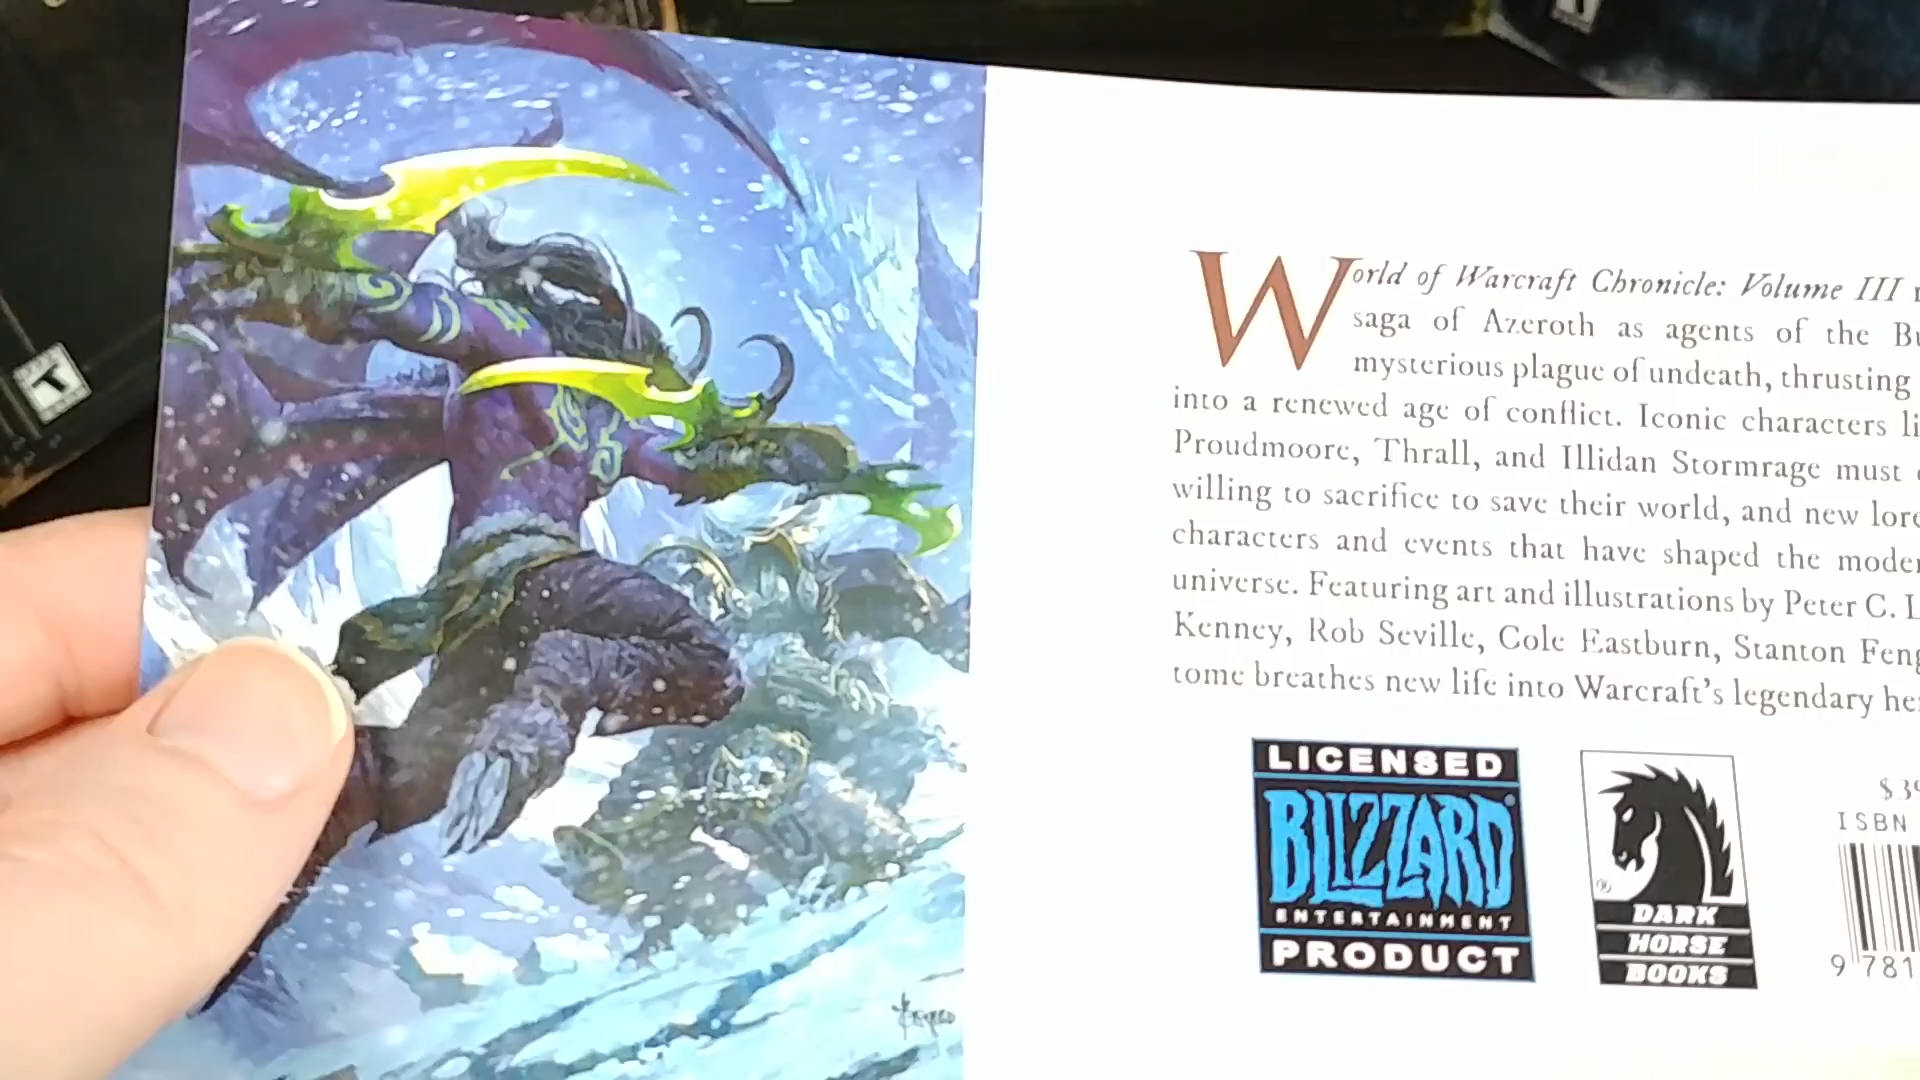 World of Warcraft Chronicle: Volume III
saga of Azeroth as agents of the
mysterious plague of undeath, thrusting
into a renewed age of conflict. Iconic characters
Proudmoore, Thrall, and Illidan Stormrage must
willing to sacrifice to save their world, and new
characters and events that have shaped the
universe. Featuring art and illustrations by Peter C.
Kenney, Rob Seville, Cole Eastburn, Stanton
tome breathes new life into Warcraft's legendary
LICENSED
BLIZZARD®
ENTERTAINMENT
PRODUCT
®
DARK
HORSE
BOOKS
ISBN
9 781
T
T